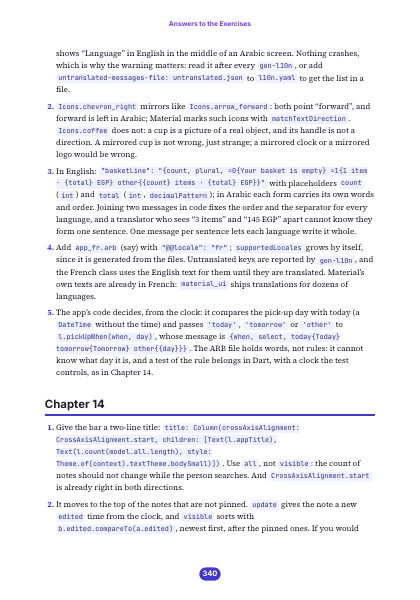 Answers to the Exercises
shows “Language” in English in the middle of an Arabic screen. Nothing crashes,
which is why the warning matters: read it after every gen-l10n, or add
untranslated-messages-file: untranslated.json to l10n.yaml to get the list in a
file.
2. Icons.chevron_right mirrors like Icons.arrow_forward: both point “forward”, and
forward is left in Arabic; Material marks such icons with matchTextDirection.
Icons.coffee does not: a cup is a picture of a real object, and its handle is not a
direction. A mirrored cup is not wrong, just strange; a mirrored clock or a mirrored
logo would be wrong.
3. In English: "basketLine": "{count, plural, =0{Your basket is empty} =1{1 item
· {total} EGP} other{{count} items · {total} EGP}}" with placeholders count
(int) and total (int, decimalPattern); in Arabic each form carries its own words
and order. Joining two messages in code fixes the order and the separator for every
language, and a translator who sees “3 items” and “145 EGP” apart cannot know they
form one sentence. One message per sentence lets each language write it whole.
4. Add app_fr.arb (say) with "@@locale": "fr"; supportedLocales grows by itself,
since it is generated from the files. Untranslated keys are reported by gen-l10n, and
the French class uses the English text for them until they are translated. Material’s
own texts are already in French: material_ui ships translations for dozens of
languages.
5. The app’s code decides, from the clock: it compares the pick-up day with today (a
DateTime without the time) and passes 'today', 'tomorrow' or 'other' to
l.pickUpWhen(when, day), whose message is {when, select, today{Today}
tomorrow{Tomorrow} other{{day}}}. The ARB file holds words, not rules: it cannot
know what day it is, and a test of the rule belongs in Dart, with a clock the test
controls, as in Chapter 14.
Chapter 14
1. Give the bar a two-line title: title: Column(crossAxisAlignment:
CrossAxisAlignment.start, children: [Text(l.appTitle),
Text(l.count(model.all.length), style:
Theme.of(context).textTheme.bodySmall)]). Use all, not visible: the count of
notes should not change while the person searches. And CrossAxisAlignment.start
is already right in both directions.
2. It moves to the top of the notes that are not pinned. update gives the note a new
edited time from the clock, and visible sorts with
b.edited.compareTo(a.edited), newest first, after the pinned ones. If you would
340